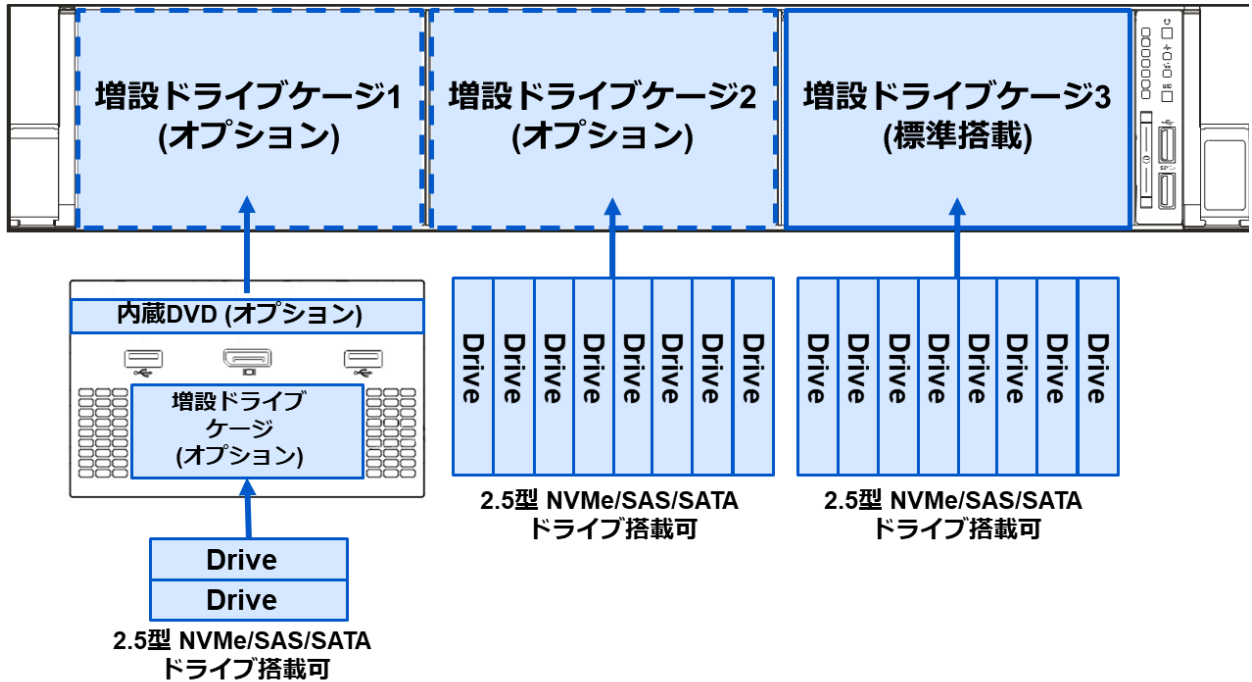 増設ドライブケージ1
(オプション)
増設ドライブケージ2
(オプション)
増設ドライブケージ3
(標準搭載)
内蔵DVD (オプション)
増設ドライブ
ケージ
(オプション)
Drive
Drive
2.5型 NVMe/SAS/SATA
ドライブ搭載可
Drive
Drive
Drive
Drive
Drive
Drive
Drive
Drive
2.5型 NVMe/SAS/SATA
ドライブ搭載可
Drive
Drive
Drive
Drive
Drive
Drive
Drive
Drive
2.5型 NVMe/SAS/SATA
ドライブ搭載可